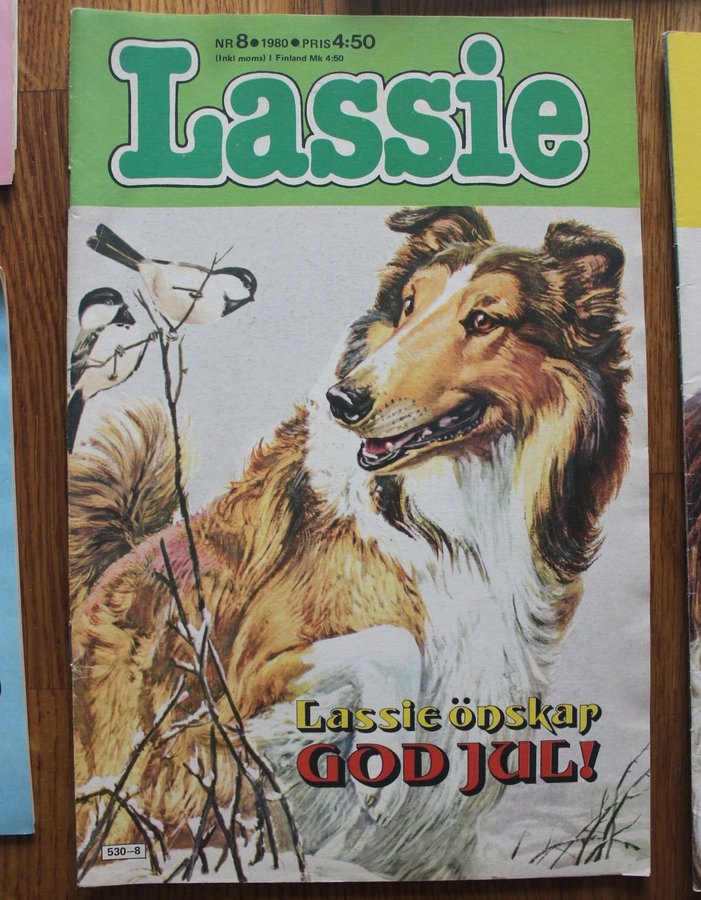 NR 8 • 1980 • PRIS 4:50
(Inkl moms) I Finland Mk 4:50
Lassie
Lassie önskar
GOD JUL!
530-8